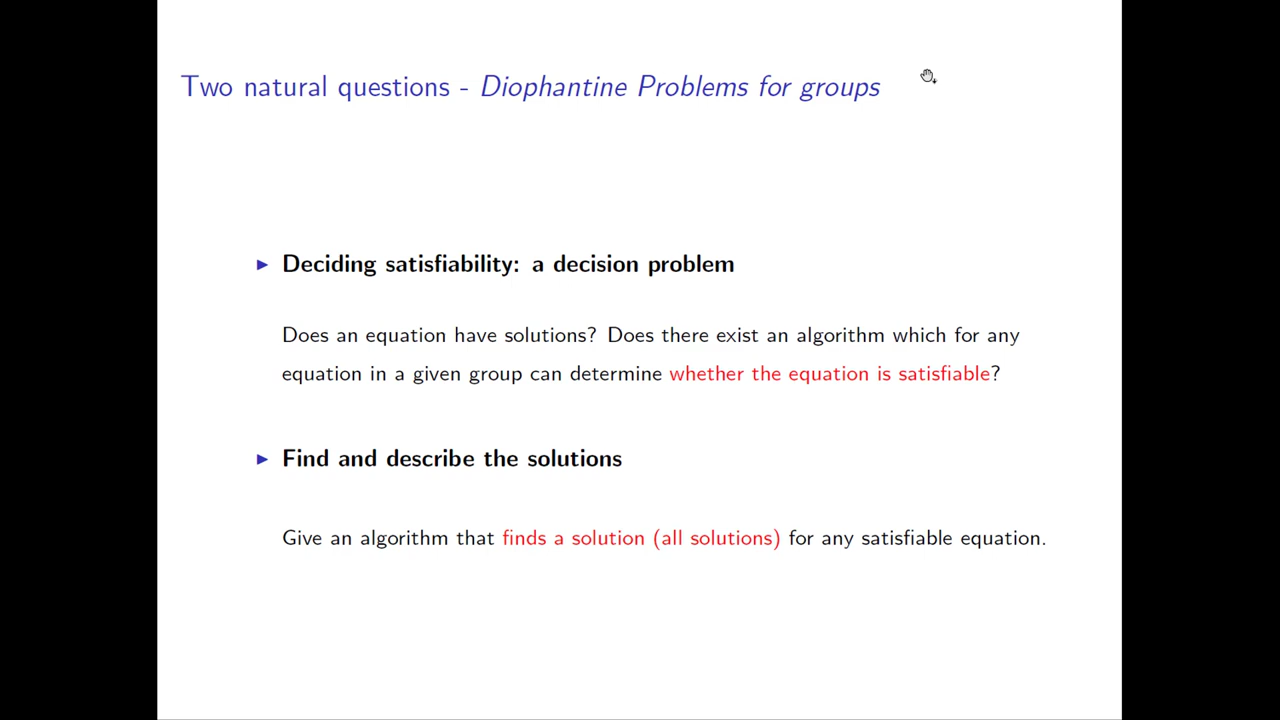 Two natural questions - Diophantine Problems for groups
▶ Deciding satisfiability: a decision problem
Does an equation have solutions? Does there exist an algorithm which for any
equation in a given group can determine whether the equation is satisfiable?
▶ Find and describe the solutions
Give an algorithm that finds a solution (all solutions) for any satisfiable equation.